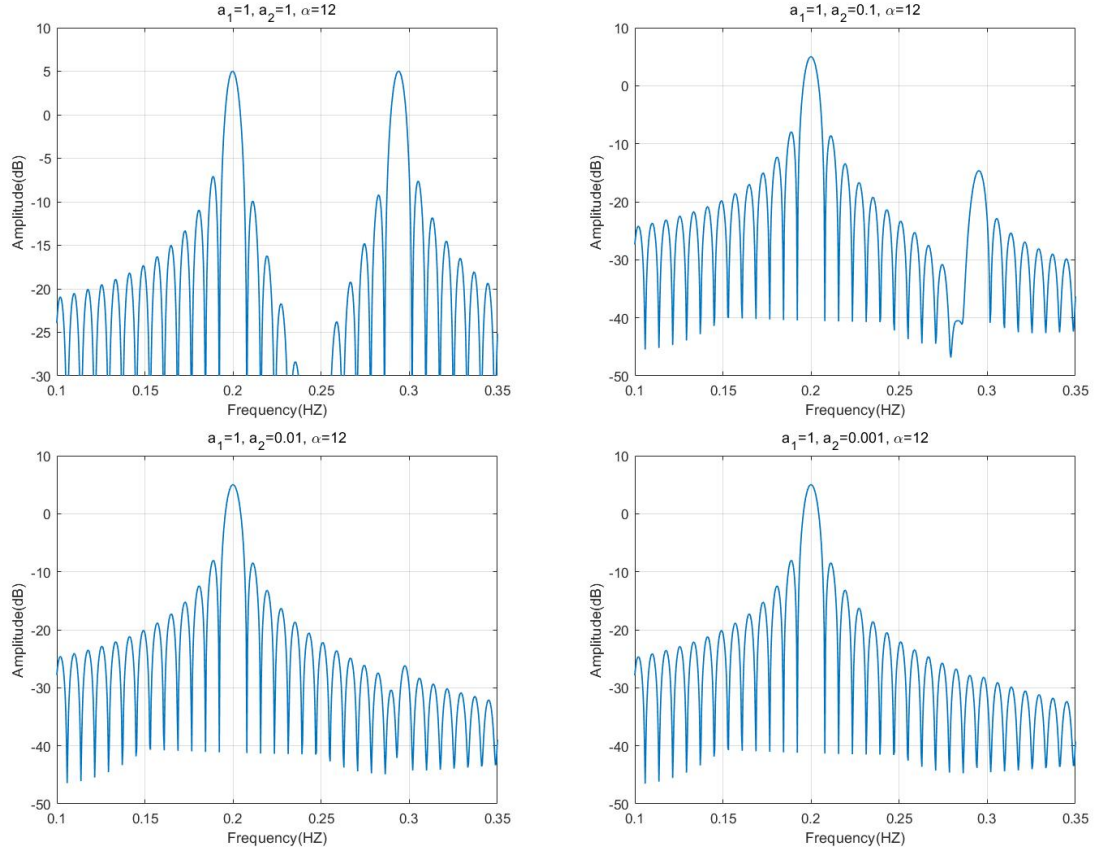 a1=1, a2=1, α=12
10
5
0
-5
-10
-15
-20
-25
-30
Amplitude(dB)
0.1 0.15 0.2 0.25 0.3 0.35
Frequency(HZ)
a1=1, a2=0.1, α=12
10
0
-10
-20
-30
-40
-50
Amplitude(dB)
0.1 0.15 0.2 0.25 0.3 0.35
Frequency(HZ)
a1=1, a2=0.01, α=12
10
0
-10
-20
-30
-40
-50
Amplitude(dB)
0.1 0.15 0.2 0.25 0.3 0.35
Frequency(HZ)
a1=1, a2=0.001, α=12
10
0
-10
-20
-30
-40
-50
Amplitude(dB)
0.1 0.15 0.2 0.25 0.3 0.35
Frequency(HZ)